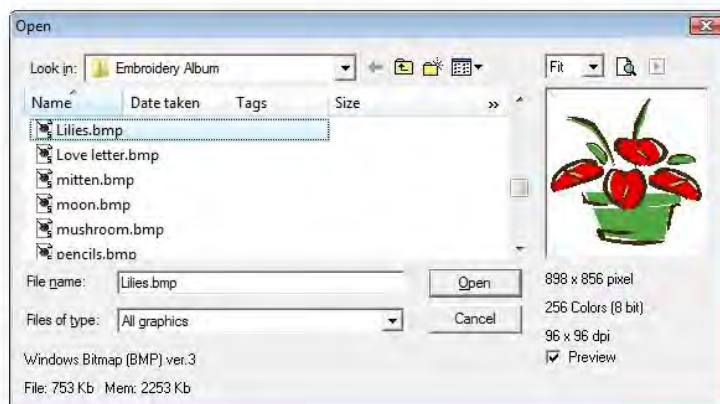 Open
Look in: Embroidery Album
Fit
Name Date taken Tags Size »
Lilies.bmp
Love letter.bmp
mitten.bmp
moon.bmp
mushroom.bmp
pencils.bmp
File name: Lilies.bmp Open
Files of type: All graphics Cancel
898 x 856 pixel
256 Colors (8 bit)
96 x 96 dpi
Preview
Windows Bitmap (BMP) ver.3
File: 753 Kb Mem: 2253 Kb